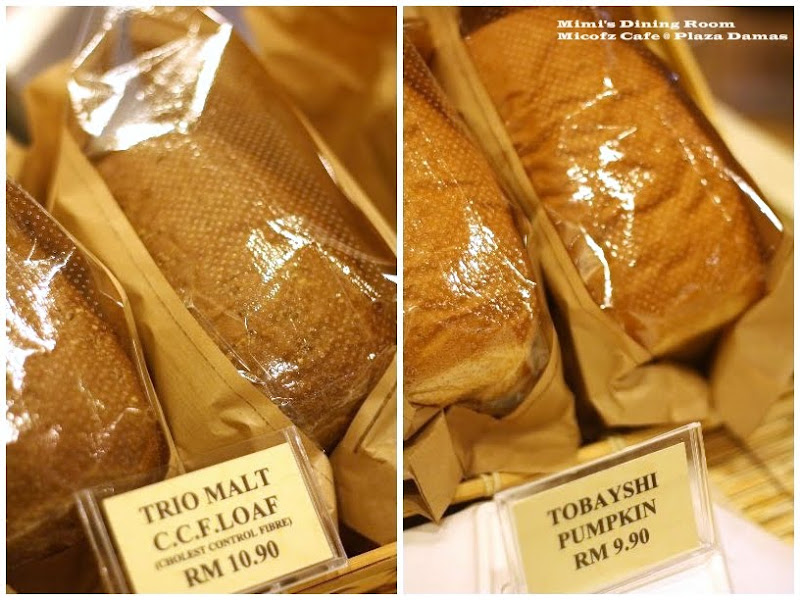 Mimi's Dining Room
Micofz Cafe @ Plaza Damas
TRIO MALT
C.C.F.LOAF
(CHOLEST CONTROL FIBRE)
RM 10.90
TOBAYSHI
PUMPKIN
RM 9.90